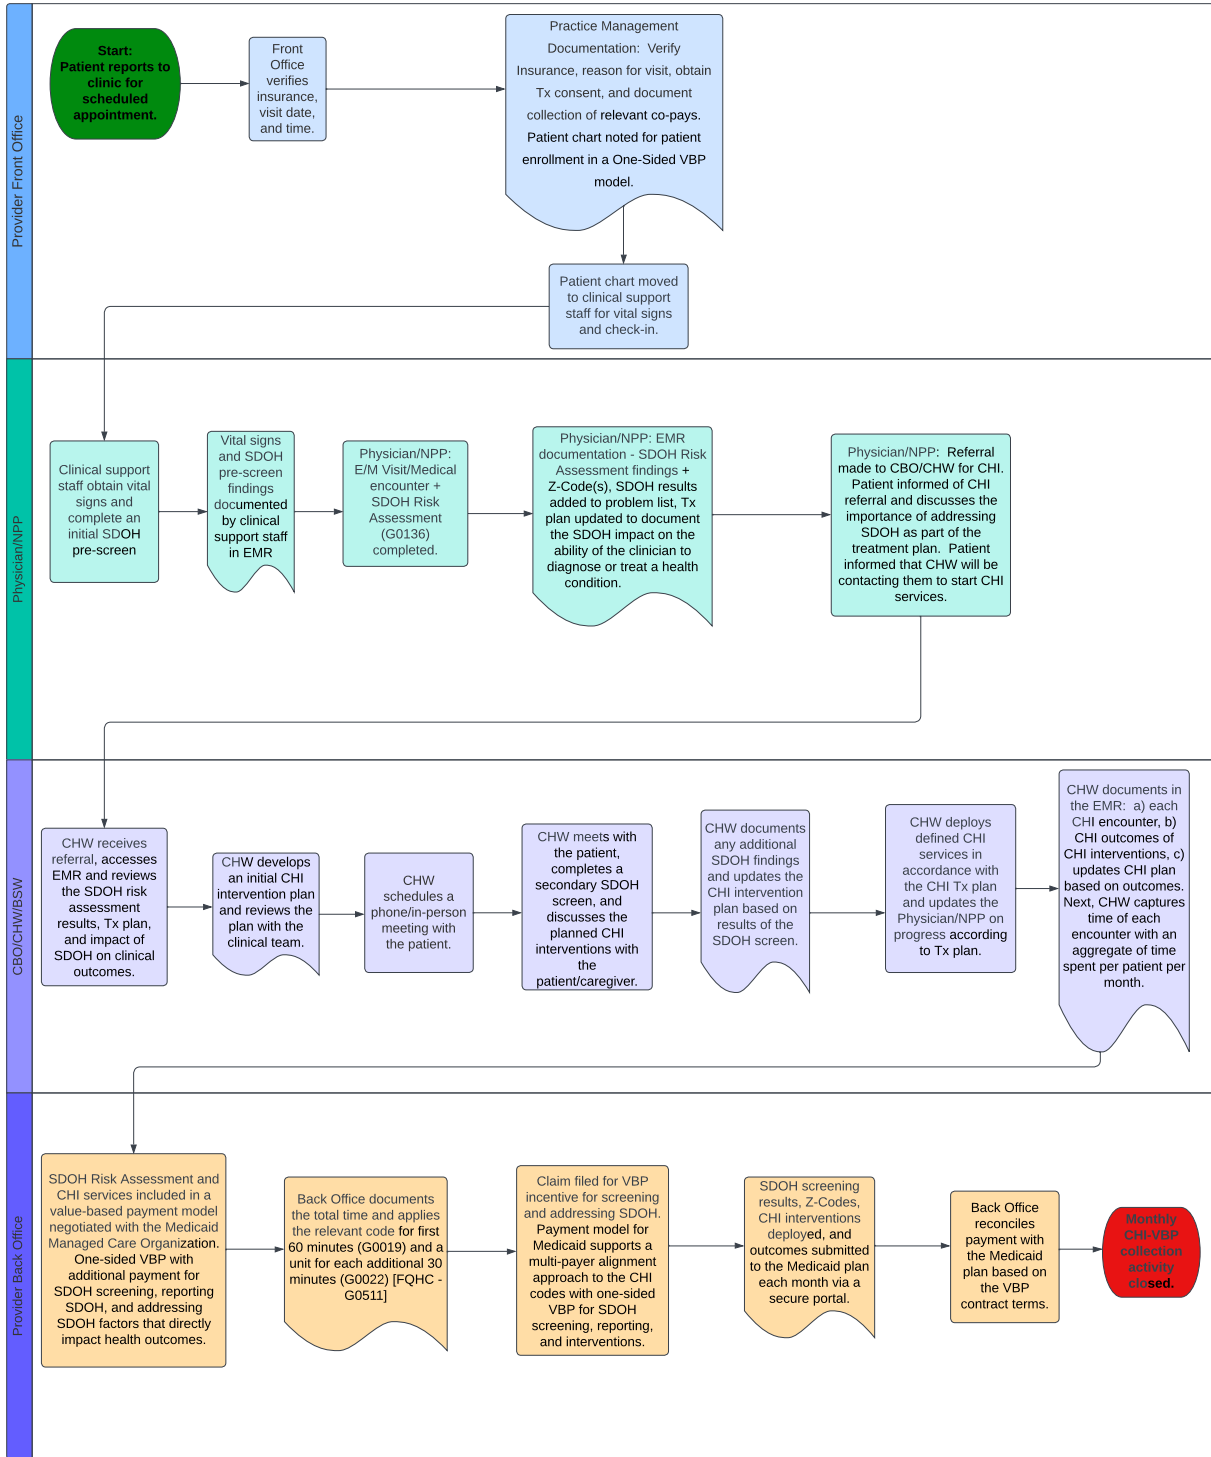 Provider Front Office
Start:
Patient reports to
clinic for
scheduled
appointment.
Front
Office
verifies
insurance,
visit date,
and time.
Practice Management
Documentation:  Verify
Insurance, reason for visit, obtain
Tx consent, and document
collection of relevant co-pays.
Patient chart noted for patient
enrollment in a One-Sided VBP
model.
Patient chart moved
to clinical support
staff for vital signs
and check-in.
Physician/NPP
Clinical support
staff obtain vital
signs and
complete an
initial SDOH
pre-screen
Vital signs
and SDOH
pre-screen
findings
documented
by clinical
support staff
in EMR
Physician/NPP:
E/M Visit/Medical
encounter +
SDOH Risk
Assessment
(G0136)
completed.
Physician/NPP: EMR
documentation - SDOH Risk
Assessment findings +
Z-Code(s), SDOH results
added to problem list, Tx
plan updated to document
the SDOH impact on the
ability of the clinician to
diagnose or treat a health
condition.
Physician/NPP:  Referral
made to CBO/CHW for CHI.
Patient informed of CHI
referral and discusses the
importance of addressing
SDOH as part of the
treatment plan.  Patient
informed that CHW will be
contacting them to start CHI
services.
CBO/CHW/BSW
CHW receives
referral, accesses
EMR and reviews
the SDOH risk
assessment
results, Tx plan,
and impact of
SDOH on clinical
outcomes.
CHW develops
an initial CHI
intervention plan
and reviews the
plan with the
clinical team.
CHW
schedules a
phone/in-person
meeting with
the patient.
CHW meets with
the patient,
completes a
secondary SDOH
screen, and
discusses the
planned CHI
interventions with
the
patient/caregiver.
CHW documents
any additional
SDOH findings
and updates the
CHI intervention
plan based on
results of the
SDOH screen.
CHW deploys
defined CHI
services in
accordance with
the CHI Tx plan
and updates the
Physician/NPP on
progress according
to Tx plan.
CHW documents in
the EMR:  a) each
CHI encounter, b)
CHI outcomes of
CHI interventions, c)
updates CHI plan
based on outcomes.
Next, CHW captures
time of each
encounter with an
aggregate of time
spent per patient per
month.
Provider Back Office
SDOH Risk Assessment and
CHI services included in a
value-based payment model
negotiated with the Medicaid
Managed Care Organization.
One-sided VBP with
additional payment for
SDOH screening, reporting
SDOH, and addressing
SDOH factors that directly
impact health outcomes.
Back Office documents
the total time and applies
the relevant code for first
60 minutes (G0019) and a
unit for each additional 30
minutes (G0022) [FQHC -
G0511]
Claim filed for VBP
incentive for screening
and addressing SDOH.
Payment model for
Medicaid supports a
multi-payer alignment
approach to the CHI
codes with one-sided
VBP for SDOH
screening, reporting,
and interventions.
SDOH screening
results, Z-Codes,
CHI interventions
deployed, and
outcomes submitted
to the Medicaid plan
each month via a
secure portal.
Back Office
reconciles
payment with
the Medicaid
plan based on
the VBP
contract terms.
Monthly
CHI-VBP
collection
activity
closed.